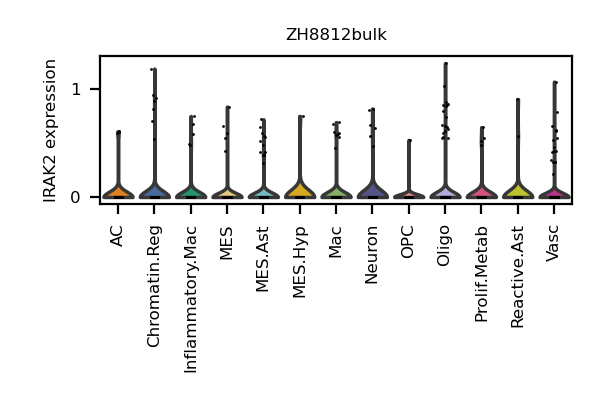 ZH8812bulk
IRAK2 expression
1
0
AC
Chromatin.Reg
Inflammatory.Mac
MES
MES.Ast
MES.Hyp
Mac
Neuron
OPC
Oligo
Prolif.Metab
Reactive.Ast
Vasc